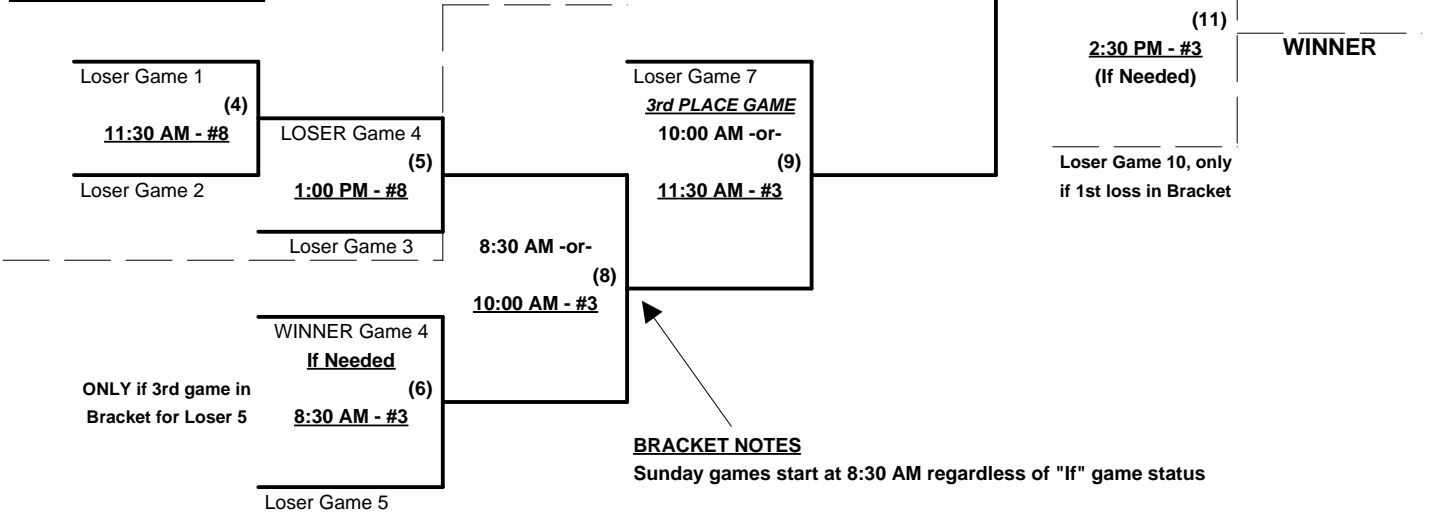 Loser Game 1
(4)
11:30 AM - #8
Loser Game 2
LOSER Game 4
(5)
1:00 PM - #8
Loser Game 3
WINNER Game 4
If Needed
(6)
8:30 AM - #3
Loser Game 5
ONLY if 3rd game in
Bracket for Loser 5
8:30 AM -or-
(8)
10:00 AM - #3
Loser Game 7
3rd PLACE GAME
10:00 AM -or-
(9)
11:30 AM - #3
(11)
2:30 PM - #3
(If Needed)
WINNER
Loser Game 10, only
if 1st loss in Bracket
BRACKET NOTES
Sunday games start at 8:30 AM regardless of "If" game status